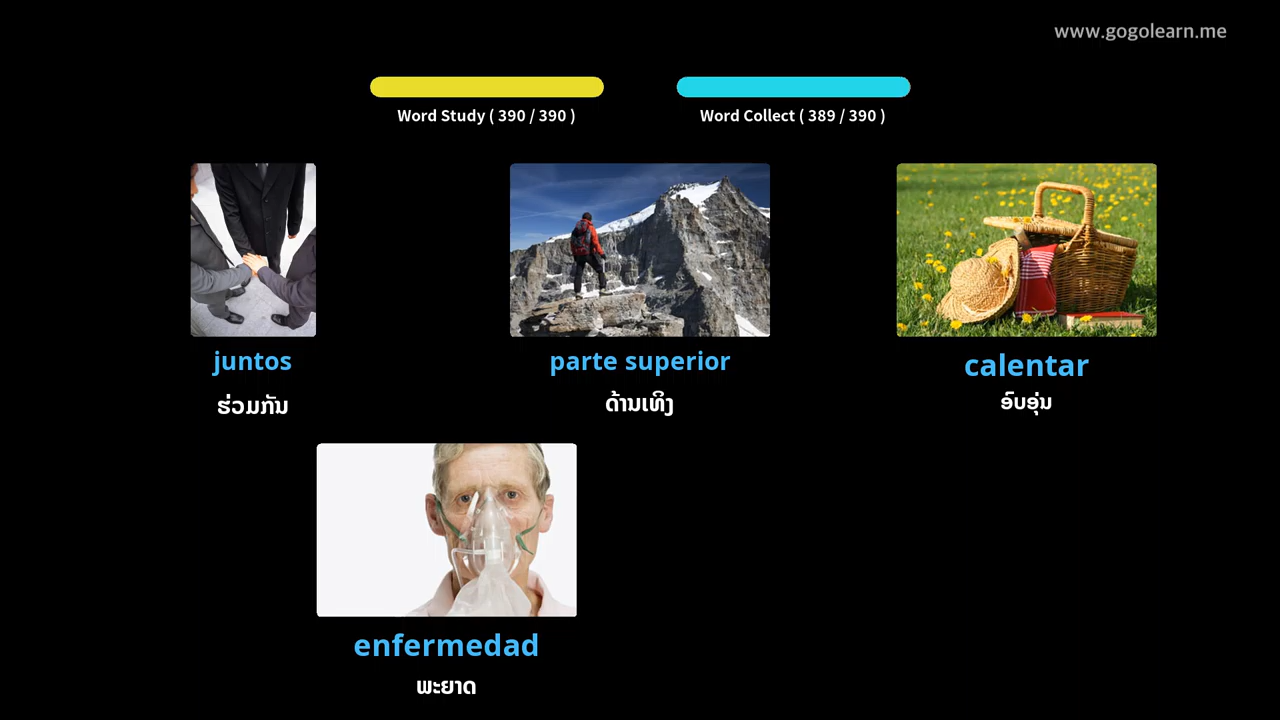 www.gogolearn.me
Word Study ( 390 / 390 )
Word Collect ( 389 / 390 )
juntos
ຮ່ວມກັນ
parte superior
ດ້ານເທິງ
calentar
ອົບອຸ່ນ
enfermedad
ພະຍາດ